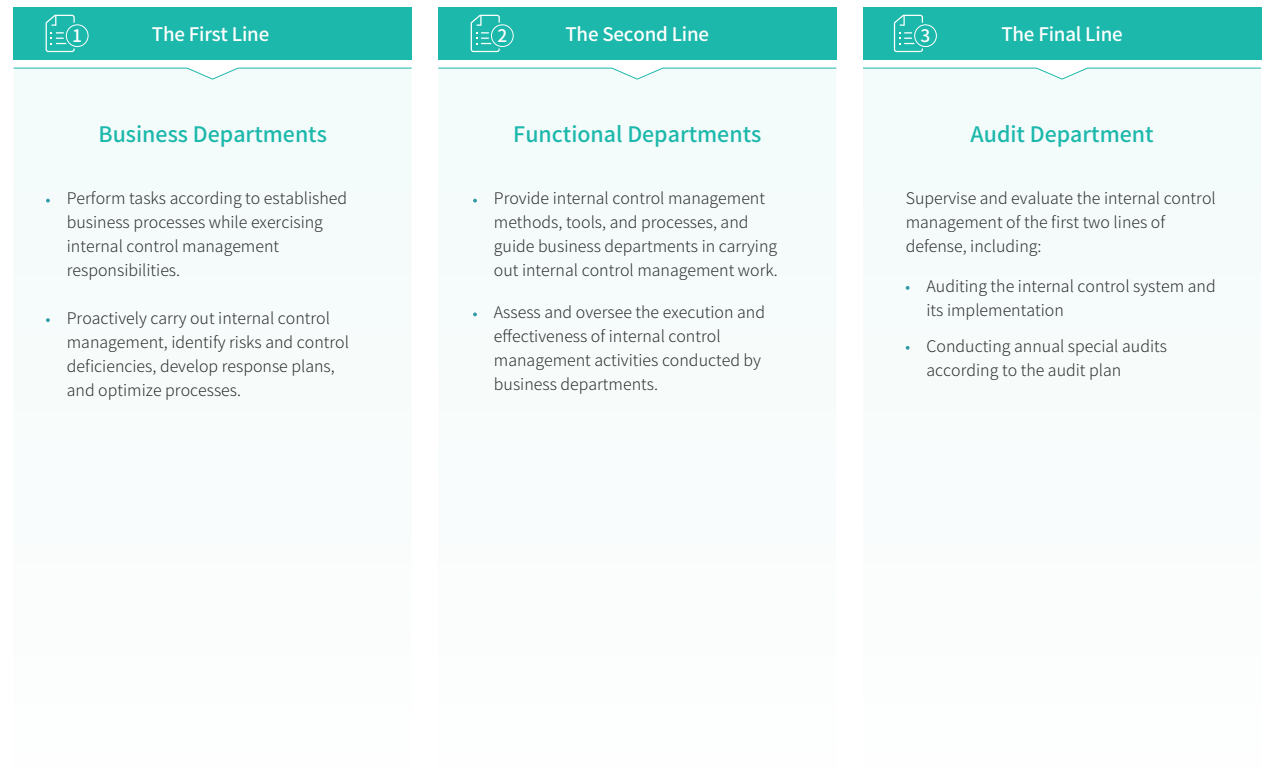 1
The First Line
Business Departments
• Perform tasks according to established
business processes while exercising
internal control management
responsibilities.
• Proactively carry out internal control
management, identify risks and control
deficiencies, develop response plans,
and optimize processes.
2
The Second Line
Functional Departments
• Provide internal control management
methods, tools, and processes, and
guide business departments in carrying
out internal control management work.
• Assess and oversee the execution and
effectiveness of internal control
management activities conducted by
business departments.
3
The Final Line
Audit Department
Supervise and evaluate the internal control
management of the first two lines of
defense, including:
• Auditing the internal control system and
its implementation
• Conducting annual special audits
according to the audit plan